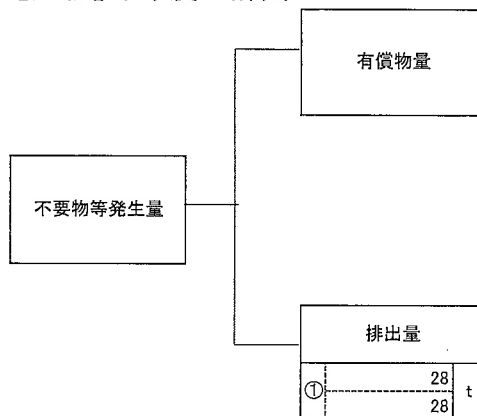 有償物量
不要物等発生量
排出量
① 28 t
28